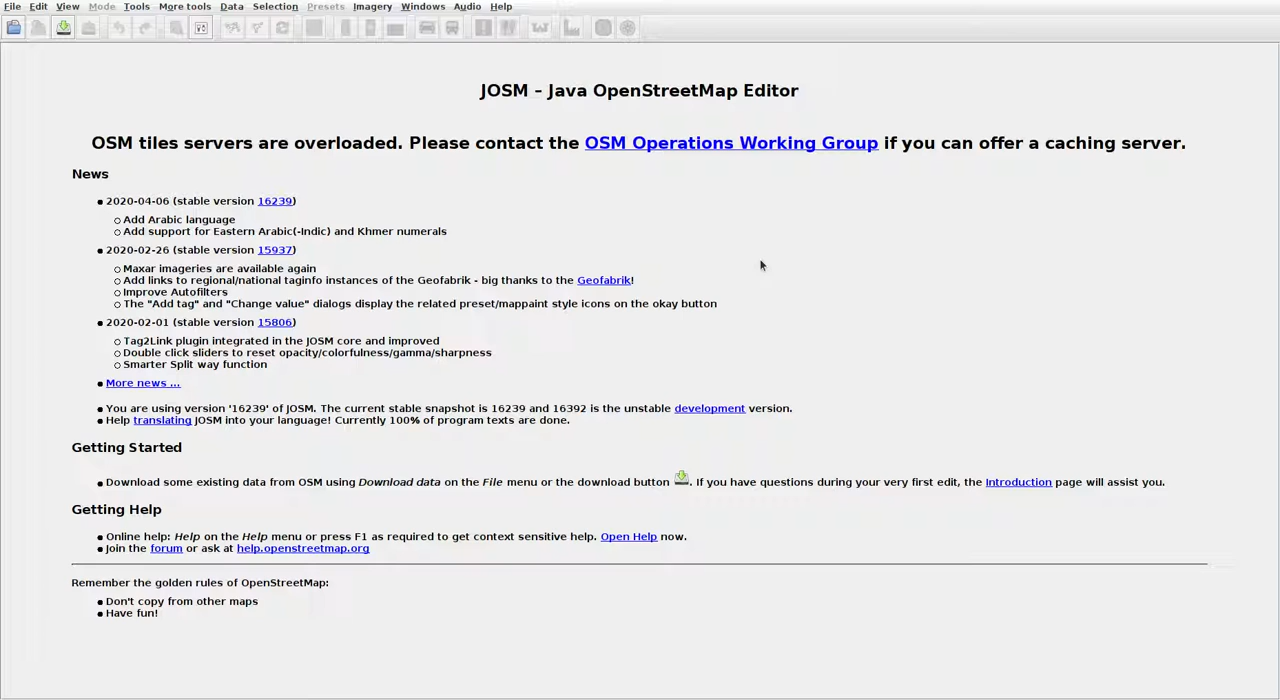 File Edit View Mode Tools More tools Data Selection Presets Imagery Windows Audio Help
JOSM – Java OpenStreetMap Editor
OSM tiles servers are overloaded. Please contact the OSM Operations Working Group if you can offer a caching server.
News
2020-04-06 (stable version 16239)
Add Arabic language
Add support for Eastern Arabic(-Indic) and Khmer numerals
2020-02-26 (stable version 15937)
Maxar imageries are available again
Add links to regional/national taginfo instances of the Geofabrik - big thanks to the Geofabrik!
Improve Autofilters
The "Add tag" and "Change value" dialogs display the related preset/mappaint style icons on the okay button
2020-02-01 (stable version 15806)
Tag2Link plugin integrated in the JOSM core and improved
Double click sliders to reset opacity/colorfulness/gamma/sharpness
Smarter Split way function
More news ...
You are using version '16239' of JOSM. The current stable snapshot is 16239 and 16392 is the unstable development version.
Help translating JOSM into your language! Currently 100% of program texts are done.
Getting Started
Download some existing data from OSM using Download data on the File menu or the download button . If you have questions during your very first edit, the Introduction page will assist you.
Getting Help
Online help: Help on the Help menu or press F1 as required to get context sensitive help. Open Help now.
Join the forum or ask at help.openstreetmap.org
Remember the golden rules of OpenStreetMap:
Don't copy from other maps
Have fun!